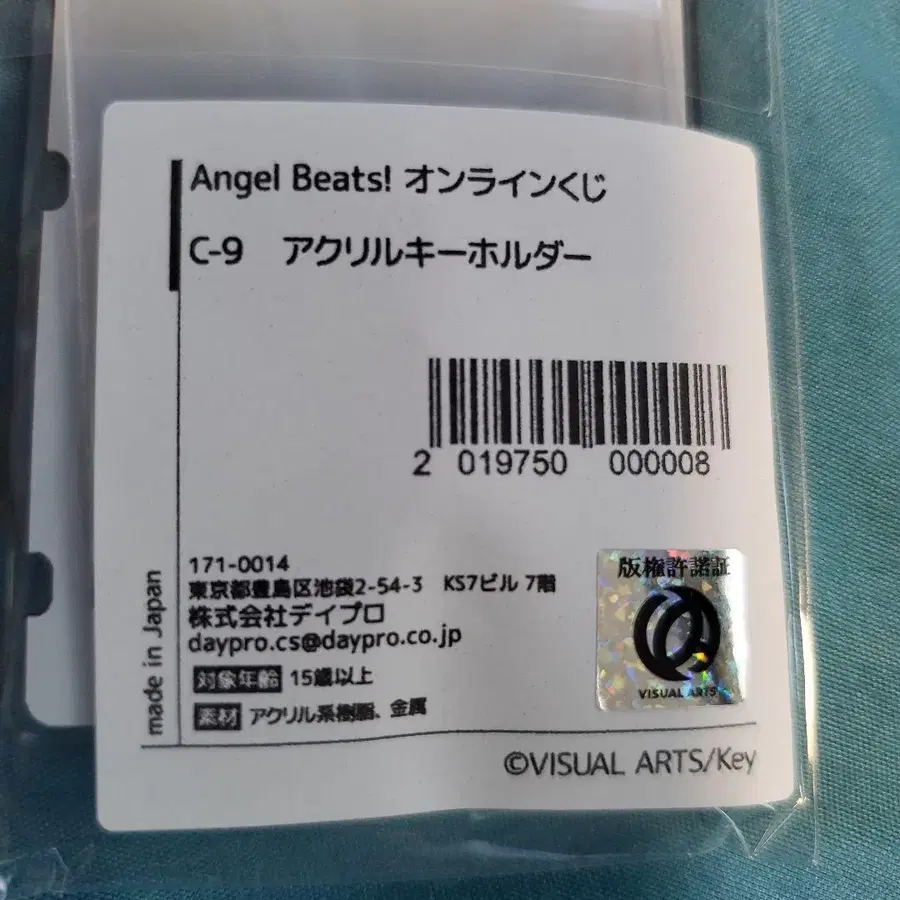 Angel Beats! オンラインくじ
C-9 アクリルキーホルダー
2 019750 000008
171-0014
東京都豊島区池袋2-54-3 KS7ビル 7階
株式会社デイプロ
daypro.cs@daypro.co.jp
対象年齢 15歳以上
素材 アクリル系樹脂、金属
made in Japan
版権許諾証
VISUAL ARTS
©VISUAL ARTS/Key